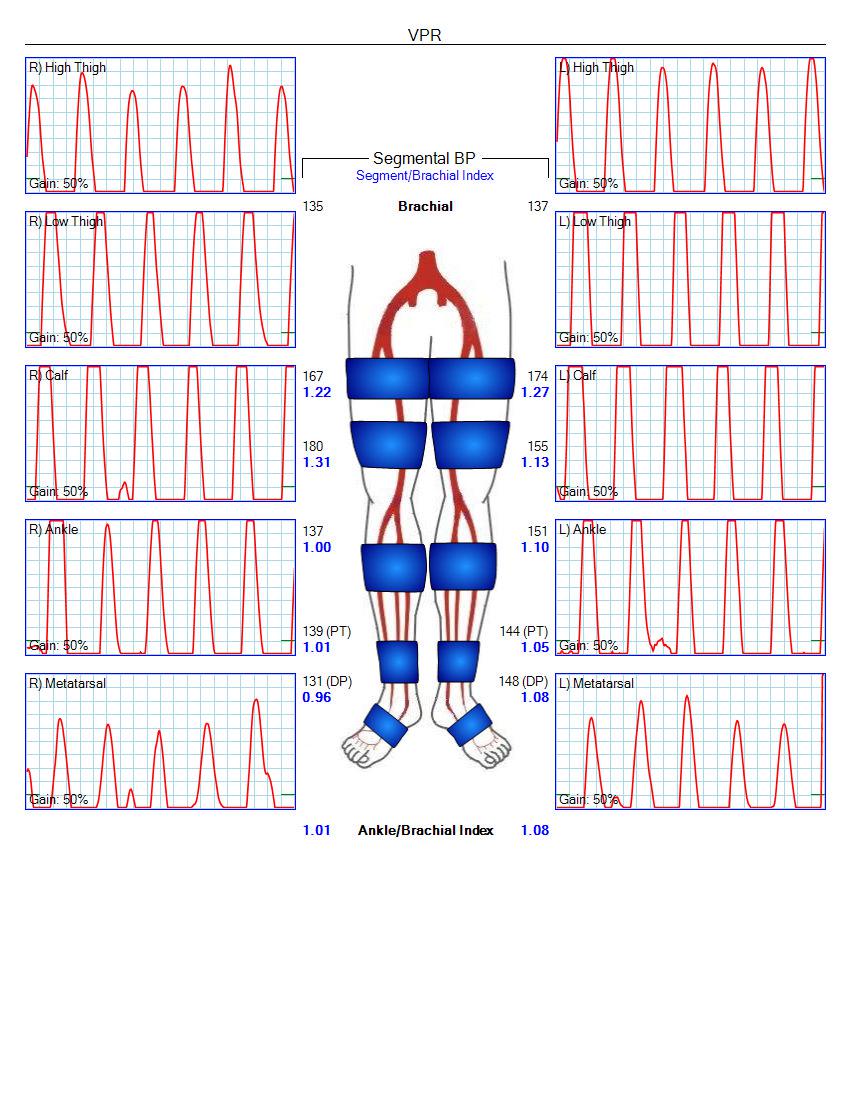 VPR
R) High Thigh
Gain: 50%
L) High Thigh
Gain: 50%
Segmental BP
Segment/Brachial Index
135 Brachial 137
R) Low Thigh
Gain: 50%
L) Low Thigh
Gain: 50%
R) Calf
Gain: 50%
167
1.22
174
1.27
L) Calf
Gain: 50%
180
1.31
155
1.13
R) Ankle
Gain: 50%
137
1.00
151
1.10
L) Ankle
Gain: 50%
139 (PT)
1.01
144 (PT)
1.05
R) Metatarsal
Gain: 50%
131 (DP)
0.96
148 (DP)
1.08
L) Metatarsal
Gain: 50%
1.01 Ankle/Brachial Index 1.08